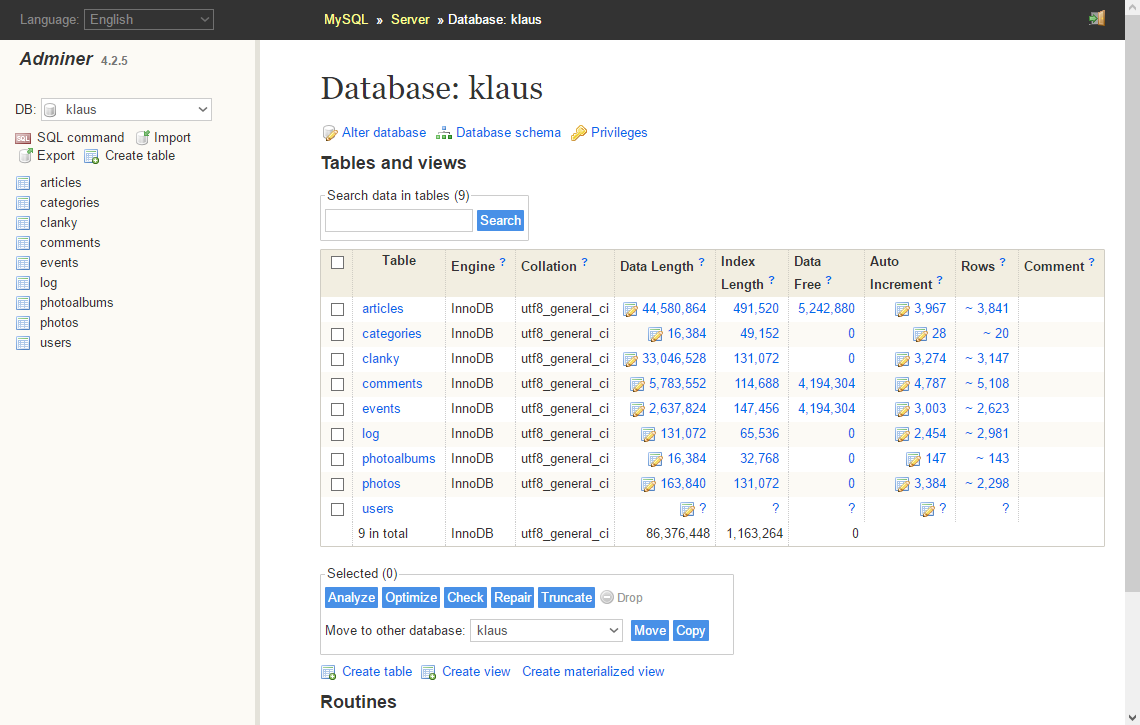 Language: English
MySQL » Server » Database: klaus
Adminer 4.2.5
DB: klaus
SQL SQL command Import
Export Create table
articles
categories
clanky
comments
events
log
photoalbums
photos
users
Database: klaus
Alter database Database schema Privileges
Tables and views
Search data in tables (9)
Search
Table Engine ? Collation ? Data Length ? Index Length ? Data Free ? Auto Increment ? Rows ? Comment ?
articles InnoDB utf8_general_ci 44,580,864 491,520 5,242,880 3,967 ~ 3,841
categories InnoDB utf8_general_ci 16,384 49,152 0 28 ~ 20
clanky InnoDB utf8_general_ci 33,046,528 131,072 0 3,274 ~ 3,147
comments InnoDB utf8_general_ci 5,783,552 114,688 4,194,304 4,787 ~ 5,108
events InnoDB utf8_general_ci 2,637,824 147,456 4,194,304 3,003 ~ 2,623
log InnoDB utf8_general_ci 131,072 65,536 0 2,454 ~ 2,981
photoalbums InnoDB utf8_general_ci 16,384 32,768 0 147 ~ 143
photos InnoDB utf8_general_ci 163,840 131,072 0 3,384 ~ 2,298
users ? ? ? ? ?
9 in total InnoDB utf8_general_ci 86,376,448 1,163,264 0
Selected (0)
Analyze Optimize Check Repair Truncate Drop
Move to other database: klaus Move Copy
Create table Create view Create materialized view
Routines